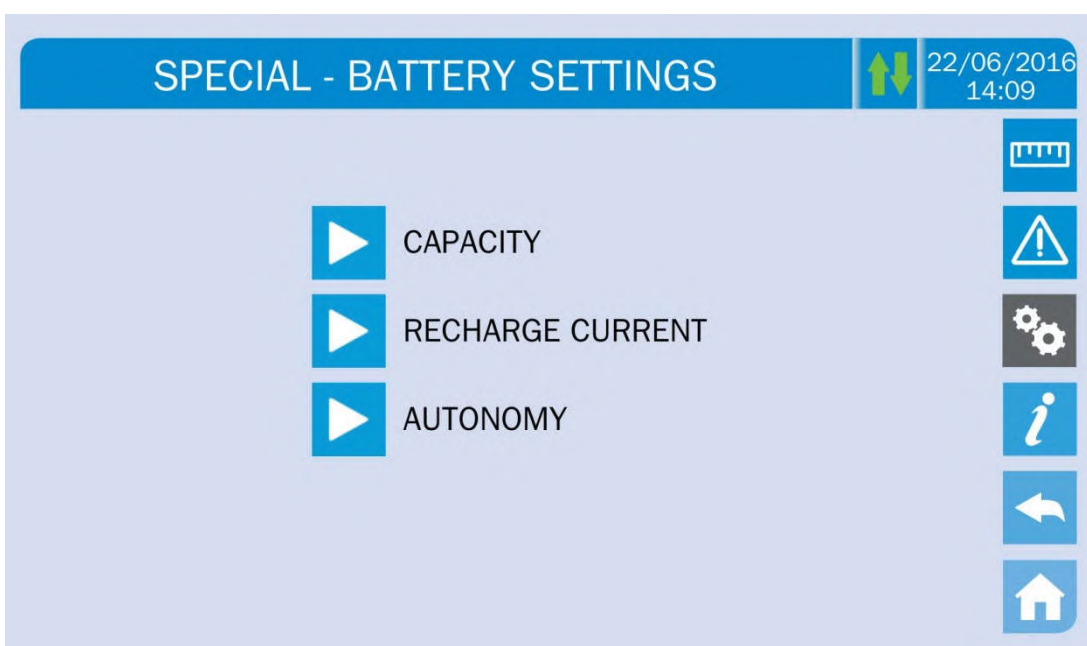 SPECIAL - BATTERY SETTINGS
22/06/2016
14:09
CAPACITY
RECHARGE CURRENT
AUTONOMY